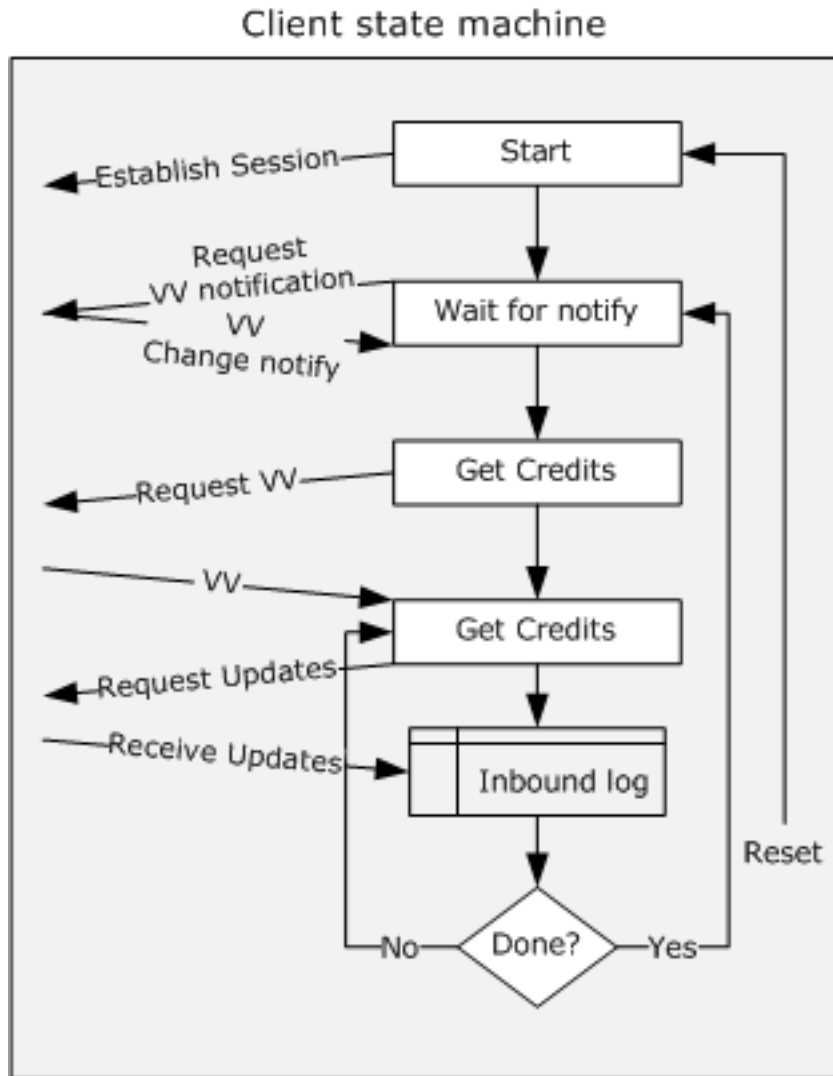 Client state machine
Start
Establish Session
Request
VV notification
Wait for notify
VV
Change notify
Get Credits
Request VV
VV
Get Credits
Request Updates
Receive Updates
Inbound log
Reset
No
Done?
Yes